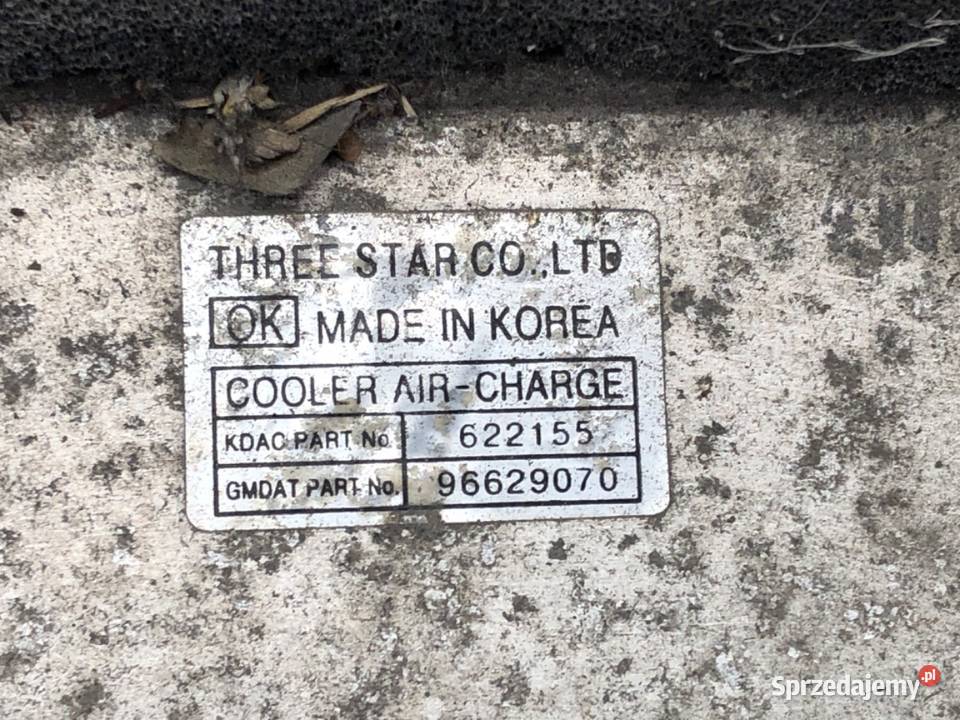 THREE STAR CO.,LTD
OK MADE IN KOREA
COOLER AIR-CHARGE
KDAC PART No. 622155
GMDAT PART No. 96629070
Sprzedajemy.pl